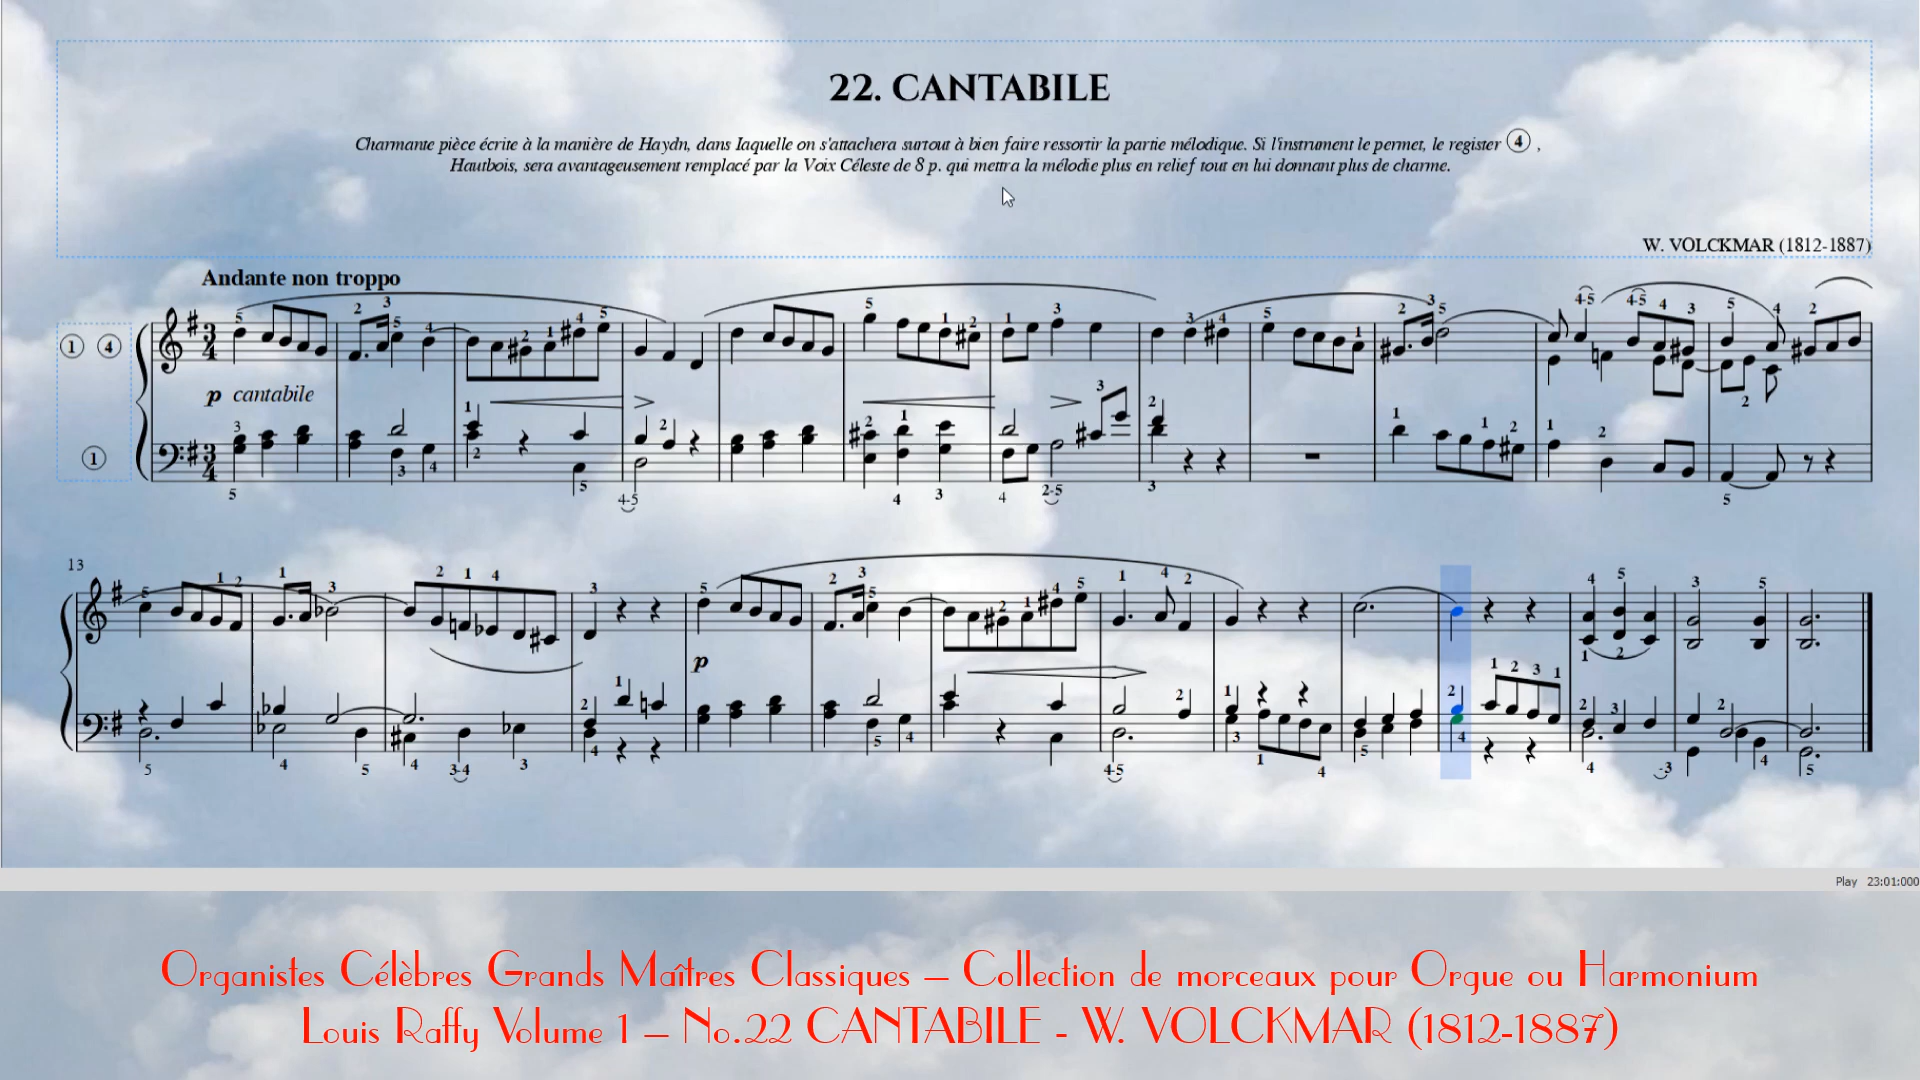 22. CANTABILE
Charmante pièce écrite à la manière de Haydn, dans laquelle on s'attachera surtout à bien faire ressortir la partie mélodique. Si l'instrument le permet, le register 4 ,
Hautbois, sera avantageusement remplacé par la Voix Céleste de 8 p. qui mettra la mélodie plus en relief tout en lui donnant plus de charme.
W. VOLCKMAR (1812-1887)
Andante non troppo
1 4
p cantabile
1
13
p
Play 23:01:000
Organistes Célèbres Grands Maîtres Classiques – Collection de morceaux pour Orgue ou Harmonium
Louis Raffy Volume 1 – No.22 CANTABILE - W. VOLCKMAR (1812-1887)